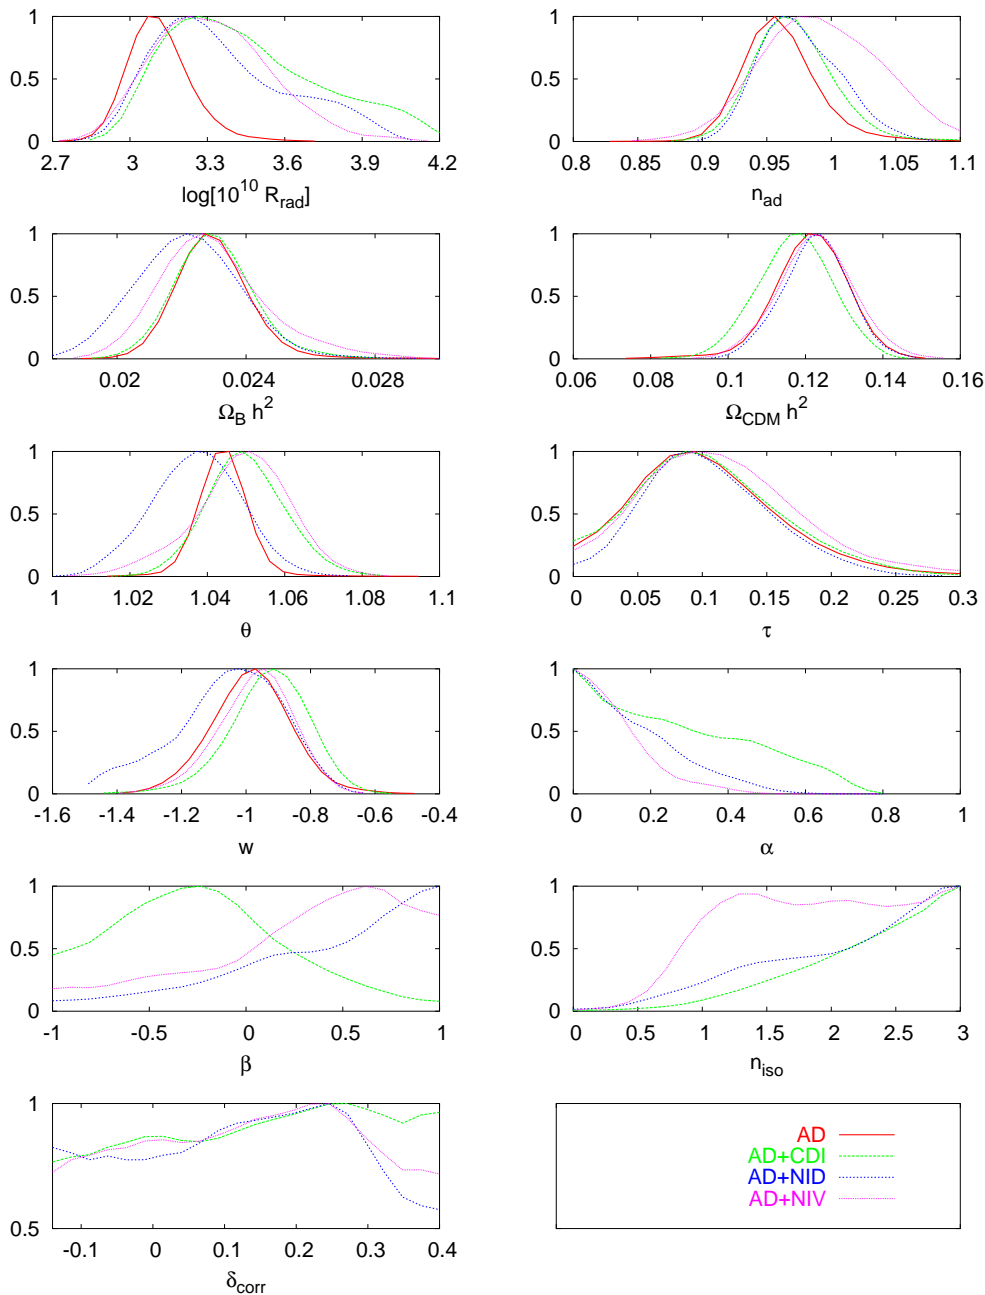 1 1
0.5 0.5
0 0
2.7 3 3.3 3.6 3.9 4.2 0.8 0.85 0.9 0.95 1 1.05 1.1
log[10^10 R_rad] n_ad
1 1
0.5 0.5
0 0
0.02 0.024 0.028 0.06 0.08 0.1 0.12 0.14 0.16
Ω_B h^2 Ω_CDM h^2
1 1
0.5 0.5
0 0
1 1.02 1.04 1.06 1.08 1.1 0 0.05 0.1 0.15 0.2 0.25 0.3
θ τ
1 1
0.5 0.5
0 0
-1.6 -1.4 -1.2 -1 -0.8 -0.6 -0.4 0 0.2 0.4 0.6 0.8 1
w α
1 1
0.5 0.5
0 0
-1 -0.5 0 0.5 1 0 0.5 1 1.5 2 2.5 3
β n_iso
1
0.5
-0.1 0 0.1 0.2 0.3 0.4
δ_corr
AD
AD+CDI
AD+NID
AD+NIV